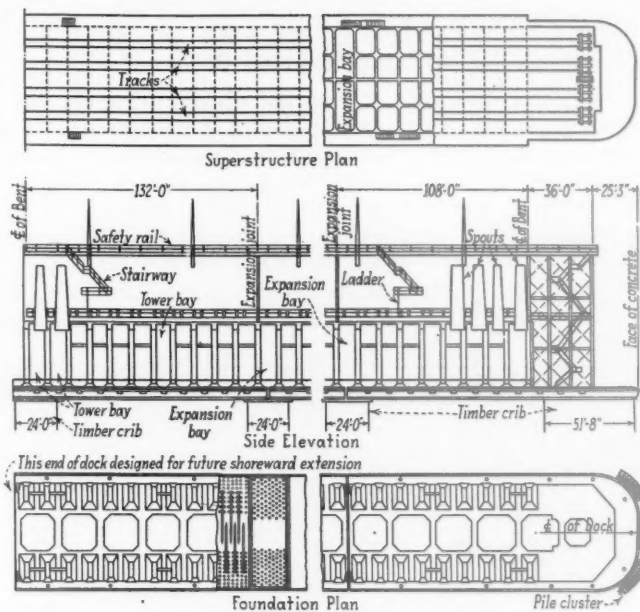 Tracks
Expansion bay
Superstructure Plan
132'-0"
108'-0"
36'-0"
25'-3"
℄ of Bent
Safety rail
Stairway
Tower bay
Expansion joint
Expansion bay
Expansion joint
Ladder
Spouts
℄ of Bent
Face of concrete
Tower bay
Timber crib
Expansion bay
Timber crib
24'-0"
24'-0"
24'-0"
51'-8"
Side Elevation
This end of dock designed for future shoreward extension
℄ of Dock
Foundation Plan
Pile cluster